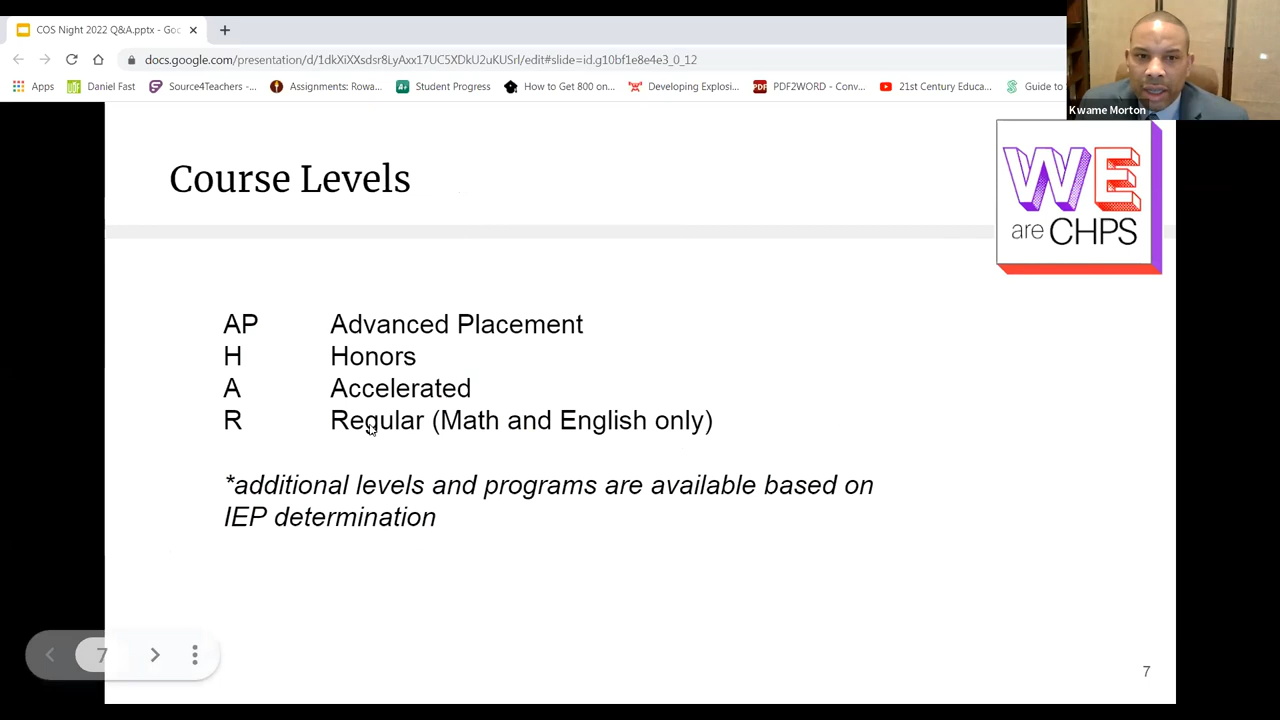 COS Night 2022 Q&A.pptx - Goo
docs.google.com/presentation/d/1dkXiXXsdsr8LyAxx17UC5XDkU2uKUSrl/edit#slide=id.g10bf1e8e4e3_0_12
Apps Daniel Fast Source4Teachers -... Assignments: Rowa... Student Progress How to Get 800 on... Developing Explosi... PDF PDF2WORD - Conv... 21st Century Educa... Guide to
Kwame Morton
Course Levels
WE
are CHPS
AP Advanced Placement
H Honors
A Accelerated
R Regular (Math and English only)
*additional levels and programs are available based on
IEP determination
7
7